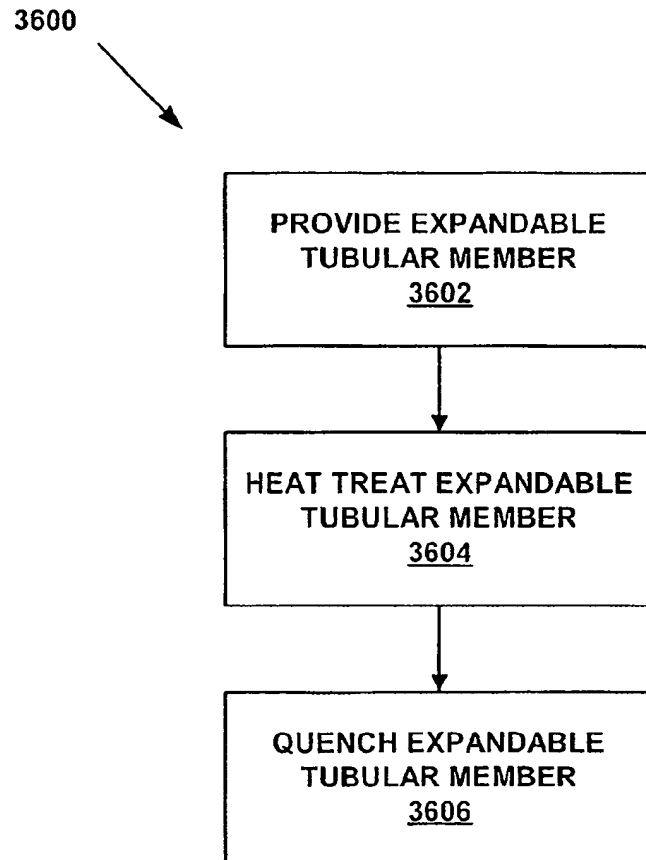 3600
PROVIDE EXPANDABLE
TUBULAR MEMBER
3602
HEAT TREAT EXPANDABLE
TUBULAR MEMBER
3604
QUENCH EXPANDABLE
TUBULAR MEMBER
3606